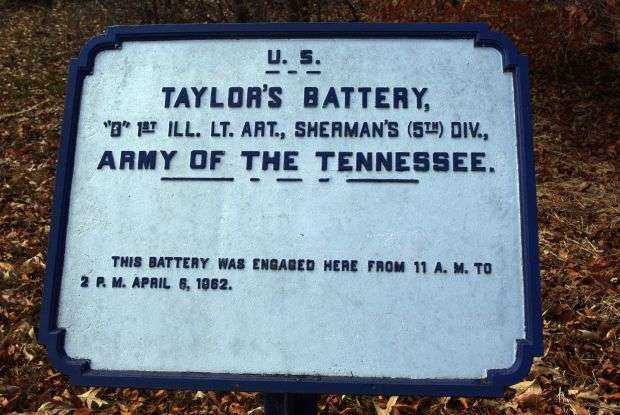 U. S.
TAYLOR'S BATTERY,
"B" 1ST ILL. LT. ART., SHERMAN'S (5TH) DIV.,
ARMY OF THE TENNESSEE.
THIS BATTERY WAS ENGAGED HERE FROM 11 A. M. TO
2 P. M. APRIL 6, 1862.